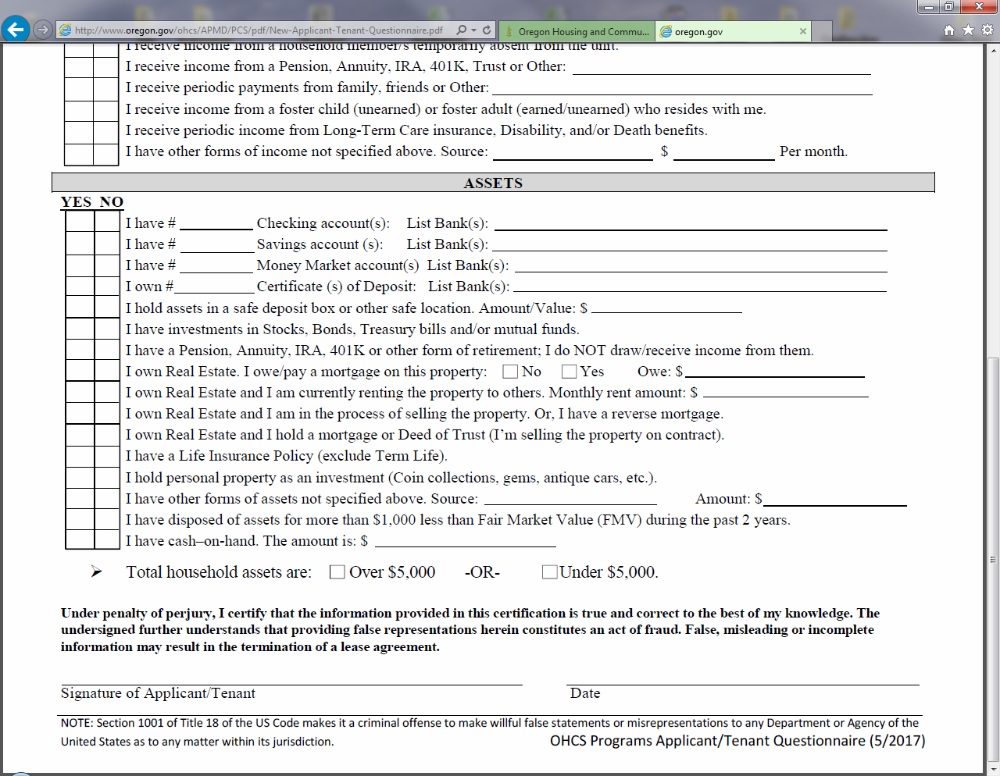 http://www.oregon.gov/ohcs/APMD/PCS/pdf/New-Applicant-Tenant-Questionnaire.pdf
Oregon Housing and Commu...
oregon.gov
I receive income from a household member/s temporarily absent from the unit.
I receive income from a Pension, Annuity, IRA, 401K, Trust or Other:
I receive periodic payments from family, friends or Other:
I receive income from a foster child (unearned) or foster adult (earned/unearned) who resides with me.
I receive periodic income from Long-Term Care insurance, Disability, and/or Death benefits.
I have other forms of income not specified above. Source: $ Per month.
ASSETS
YES NO
I have # Checking account(s): List Bank(s):
I have # Savings account (s): List Bank(s):
I have # Money Market account(s) List Bank(s):
I own # Certificate (s) of Deposit: List Bank(s):
I hold assets in a safe deposit box or other safe location. Amount/Value: $
I have investments in Stocks, Bonds, Treasury bills and/or mutual funds.
I have a Pension, Annuity, IRA, 401K or other form of retirement; I do NOT draw/receive income from them.
I own Real Estate. I owe/pay a mortgage on this property: No Yes Owe: $
I own Real Estate and I am currently renting the property to others. Monthly rent amount: $
I own Real Estate and I am in the process of selling the property. Or, I have a reverse mortgage.
I own Real Estate and I hold a mortgage or Deed of Trust (I'm selling the property on contract).
I have a Life Insurance Policy (exclude Term Life).
I hold personal property as an investment (Coin collections, gems, antique cars, etc.).
I have other forms of assets not specified above. Source: Amount: $
I have disposed of assets for more than $1,000 less than Fair Market Value (FMV) during the past 2 years.
I have cash–on-hand. The amount is: $
Total household assets are: Over $5,000 -OR- Under $5,000.
Under penalty of perjury, I certify that the information provided in this certification is true and correct to the best of my knowledge. The
undersigned further understands that providing false representations herein constitutes an act of fraud. False, misleading or incomplete
information may result in the termination of a lease agreement.
Signature of Applicant/Tenant Date
NOTE: Section 1001 of Title 18 of the US Code makes it a criminal offense to make willful false statements or misrepresentations to any Department or Agency of the
United States as to any matter within its jurisdiction. OHCS Programs Applicant/Tenant Questionnaire (5/2017)